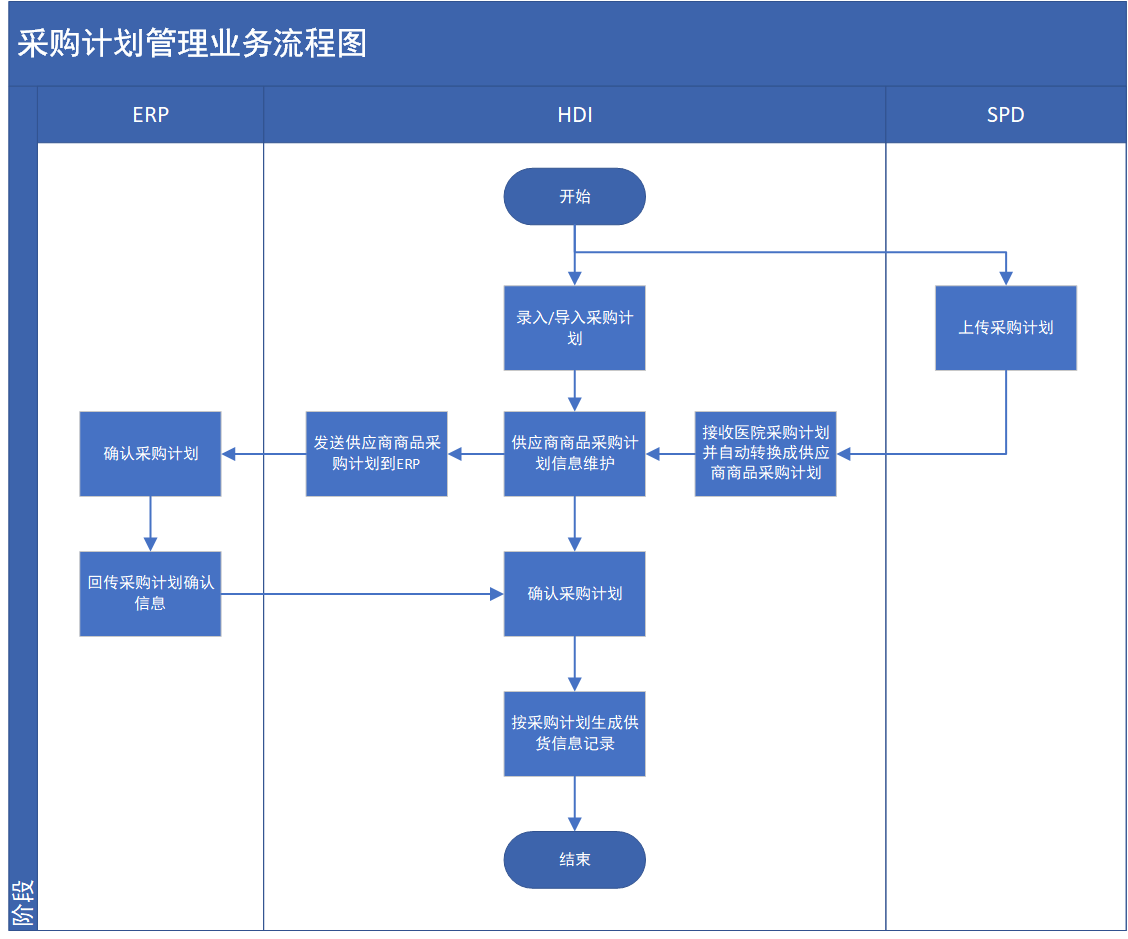 采购计划管理业务流程图
ERP
HDI
SPD
开始
录入/导入采购计
划
上传采购计划
确认采购计划
发送供应商商品采
购计划到ERP
供应商商品采购计
划信息维护
接收医院采购计划
并自动转换成供应
商商品采购计划
回传采购计划确认
信息
确认采购计划
按采购计划生成供
货信息记录
结束
阶段